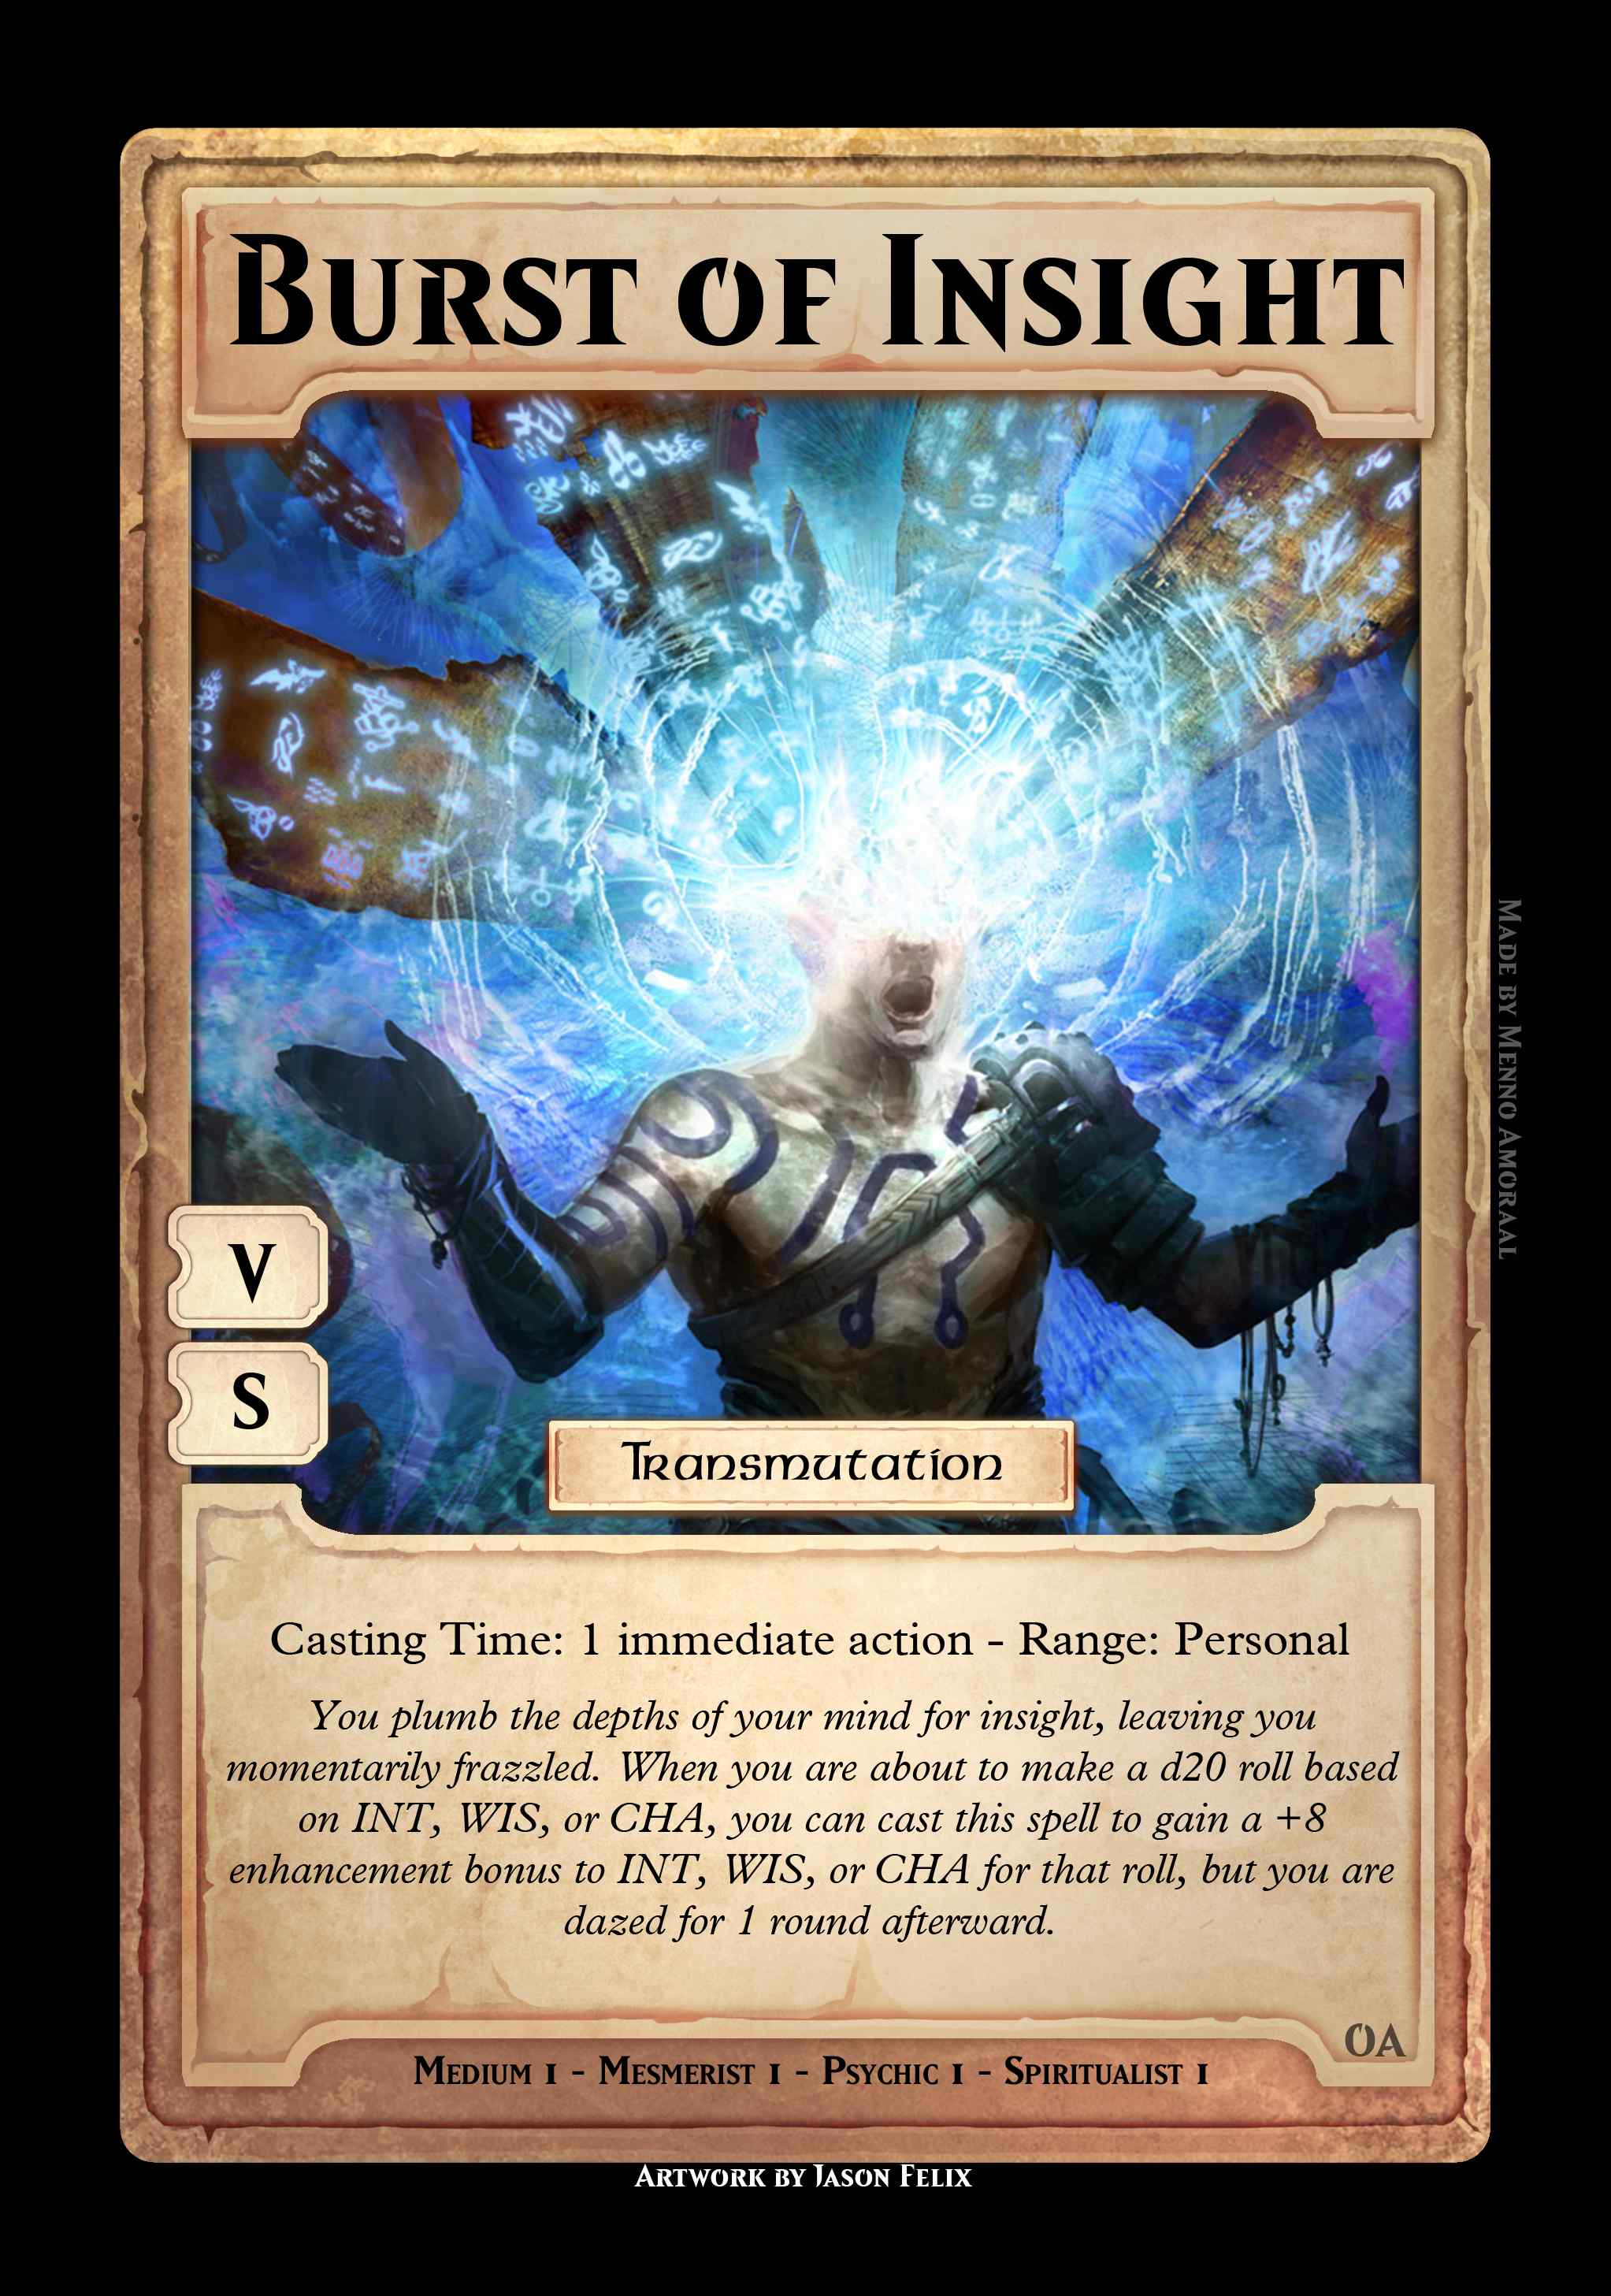 Burst of Insight
V
S
Transmutation
Casting Time: 1 immediate action - Range: Personal
You plumb the depths of your mind for insight, leaving you
momentarily frazzled. When you are about to make a d20 roll based
on INT, WIS, or CHA, you can cast this spell to gain a +8
enhancement bonus to INT, WIS, or CHA for that roll, but you are
dazed for 1 round afterward.
OA
Medium 1 - Mesmerist 1 - Psychic 1 - Spiritualist 1
Artwork by Jason Felix
Made by Menno Amoraal